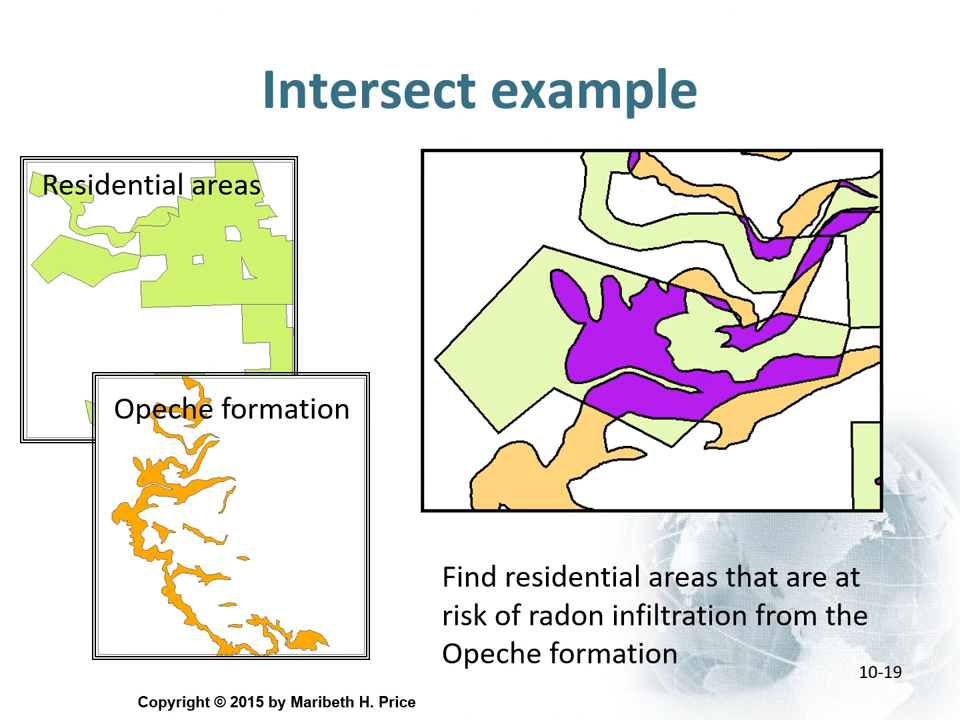 Intersect example
Residential areas
Opeche formation
Find residential areas that are at
risk of radon infiltration from the
Opeche formation
10-19
Copyright © 2015 by Maribeth H. Price